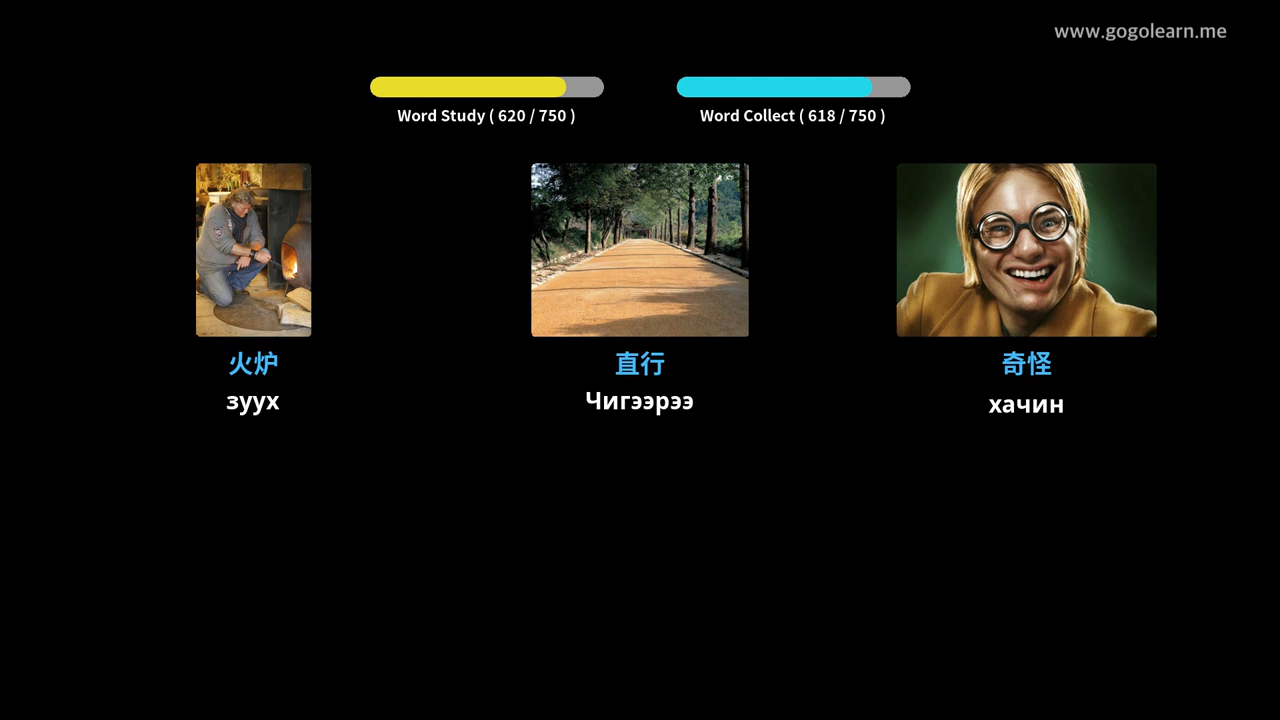 www.gogolearn.me
Word Study ( 620 / 750 )
Word Collect ( 618 / 750 )
火炉
зуух
直行
Чигээрээ
奇怪
хачин